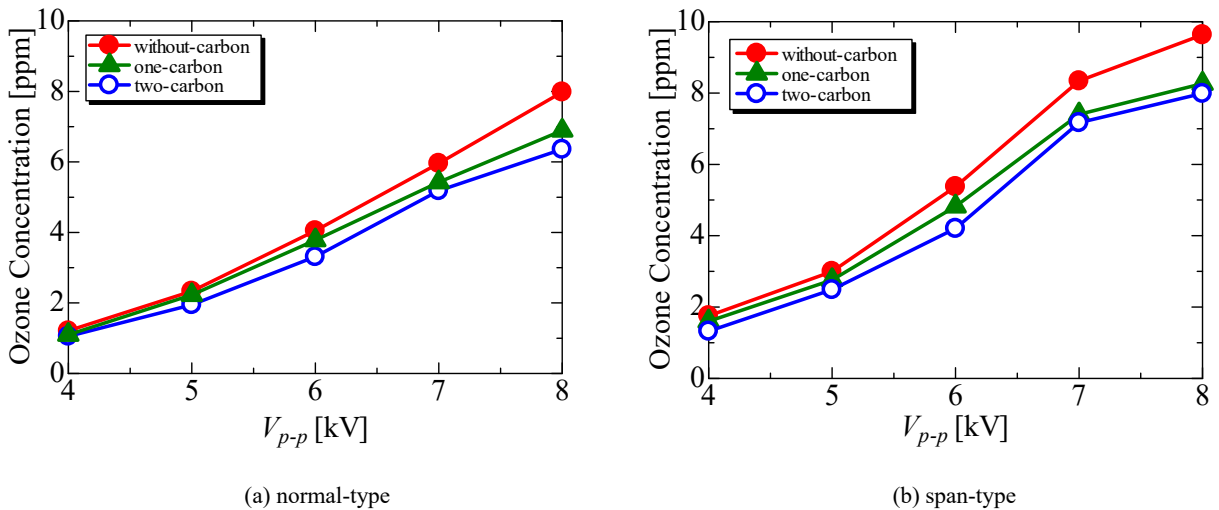 Ozone Concentration [ppm]
10
8
6
4
2
0
without-carbon
one-carbon
two-carbon
4 5 6 7 8
V_{p-p} [kV]
(a) normal-type
Ozone Concentration [ppm]
10
8
6
4
2
0
without-carbon
one-carbon
two-carbon
4 5 6 7 8
V_{p-p} [kV]
(b) span-type